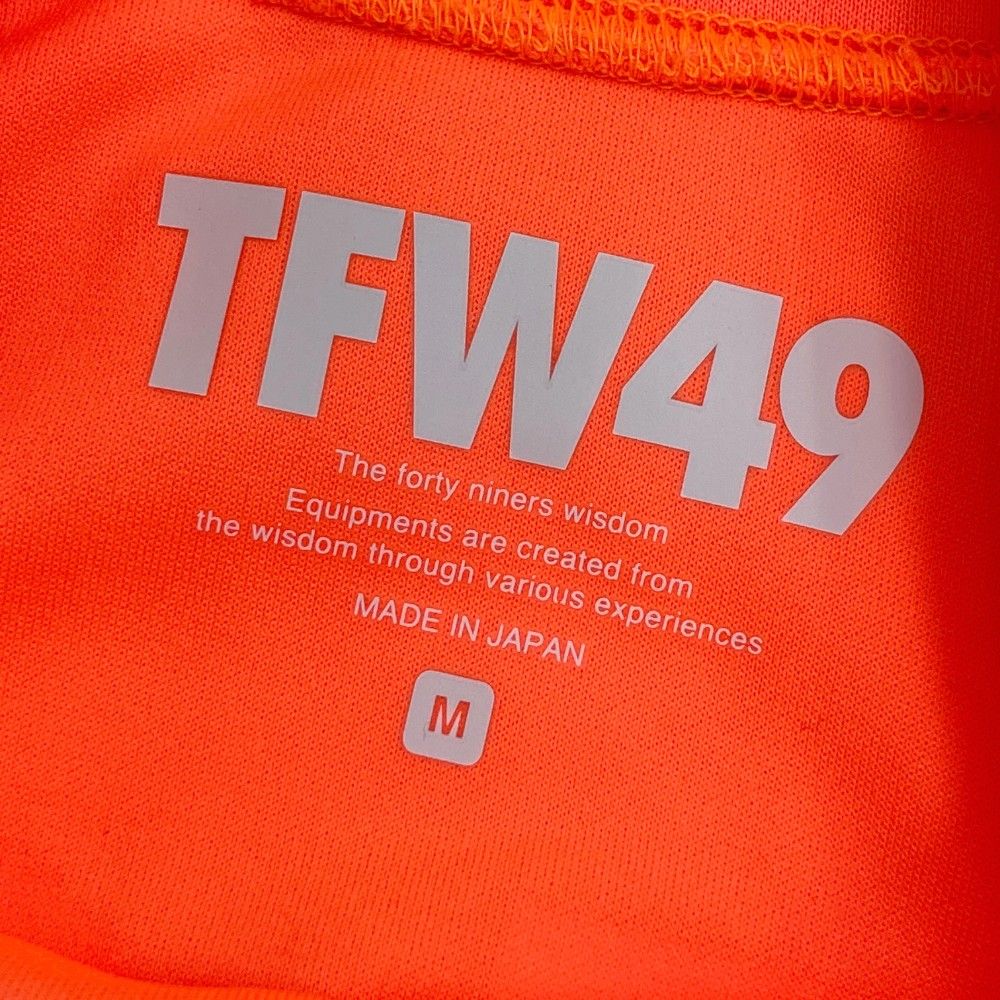 TFW49
The forty niners wisdom
Equipments are created from
the wisdom through various experiences
MADE IN JAPAN
M